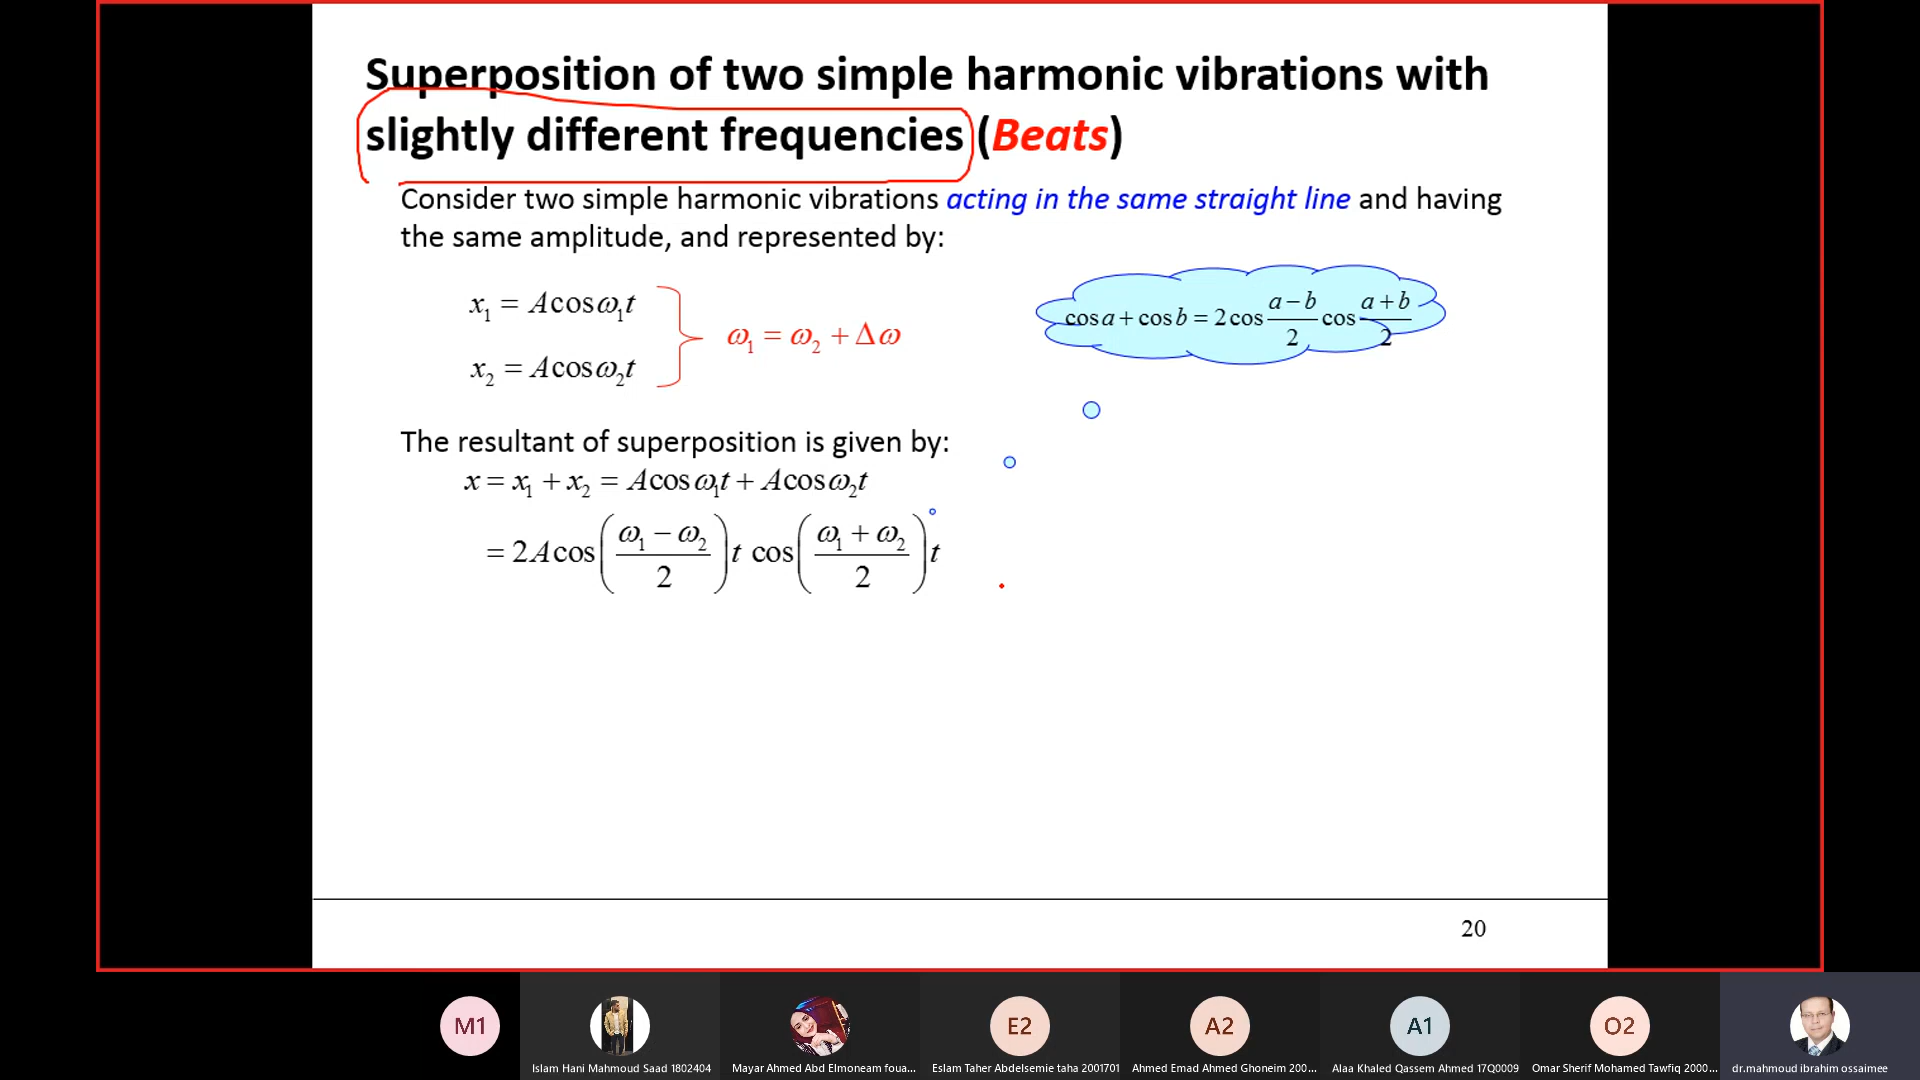 Superposition of two simple harmonic vibrations with
slightly different frequencies (Beats)
Consider two simple harmonic vibrations acting in the same straight line and having
the same amplitude, and represented by:
x₁ = A cos ω₁t
ω₁ = ω₂ + Δω
x₂ = A cos ω₂t
cos a + cos b = 2 cos (a − b)/2 cos (a + b)/2
The resultant of superposition is given by:
x = x₁ + x₂ = A cos ω₁t + A cos ω₂t
= 2A cos ((ω₁ − ω₂)/2) t cos ((ω₁ + ω₂)/2) t
20
M1
E2
A2
A1
O2
Islam Hani Mahmoud Saad 1802404
Mayar Ahmed Abd Elmoneam foua...
Eslam Taher Abdelsemie taha 2001701
Ahmed Emad Ahmed Ghoneim 200...
Alaa Khaled Qassem Ahmed 17Q0009
Omar Sherif Mohamed Tawfiq 2000...
dr.mahmoud ibrahim ossaimee